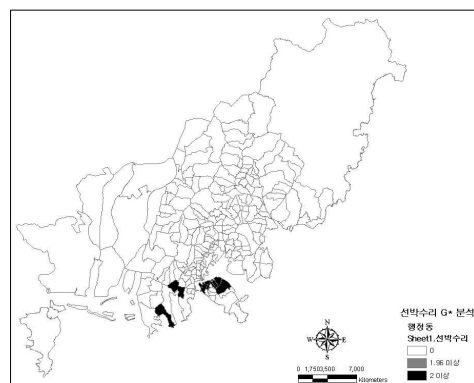 선박수리 G* 분석
행정동
Sheet1.선박수리
0
1.96 이상
2 이상
N
W
E
S
0 1,7503,500 7,000
Kilometers